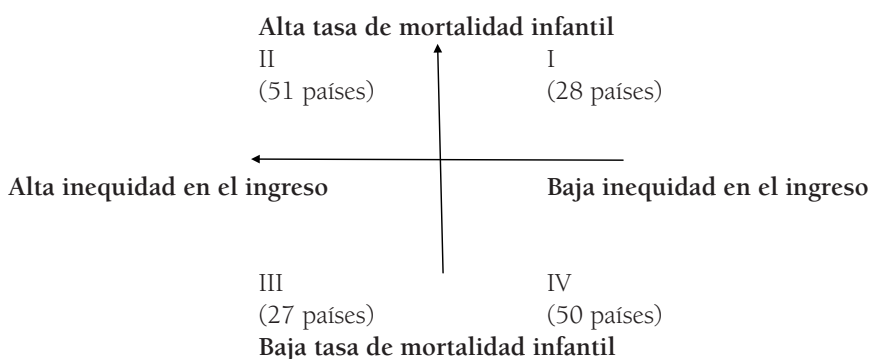 Alta tasa de mortalidad infantil
II I
(51 países) (28 países)
Alta inequidad en el ingreso Baja inequidad en el ingreso
III IV
(27 países) (50 países)
Baja tasa de mortalidad infantil